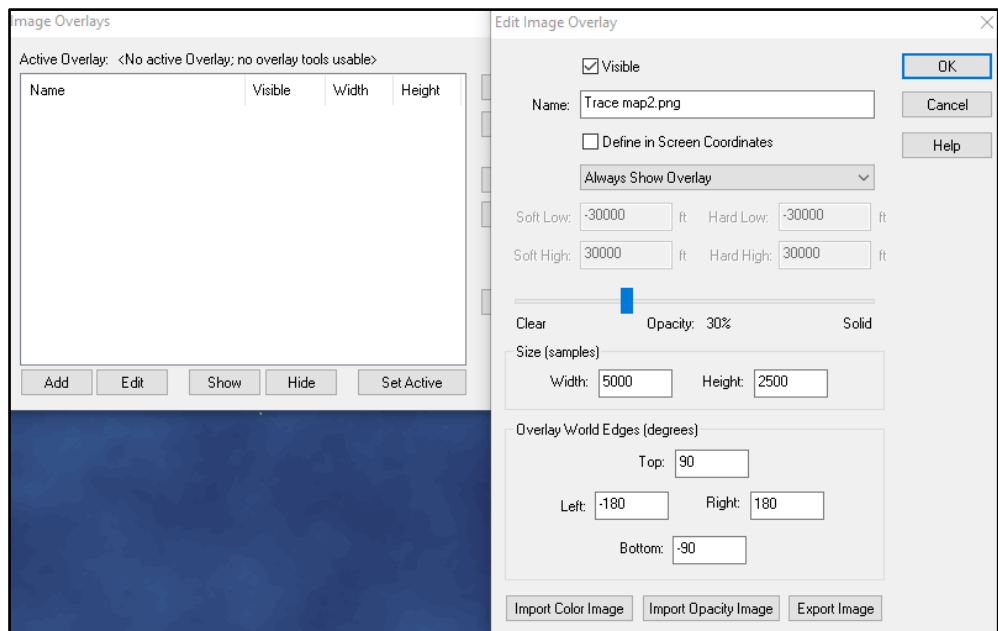 Image Overlays
Active Overlay: <No active Overlay; no overlay tools usable>
Name Visible Width Height
Add Edit Show Hide Set Active
Edit Image Overlay
Visible
OK
Name: Trace map2.png
Cancel
Define in Screen Coordinates
Help
Always Show Overlay
Soft Low: -30000 ft Hard Low: -30000 ft
Soft High: 30000 ft Hard High: 30000 ft
Clear Opacity: 30% Solid
Size (samples)
Width: 5000 Height: 2500
Overlay World Edges (degrees)
Top: 90
Left: -180 Right: 180
Bottom: -90
Import Color Image Import Opacity Image Export Image